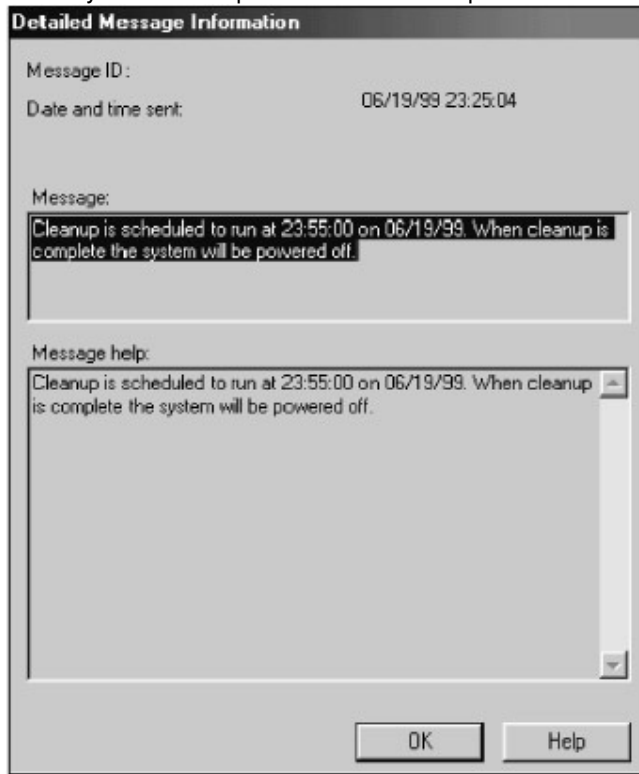 Detailed Message Information
Message ID:
Date and time sent: 06/19/99 23:25:04
Message:
Cleanup is scheduled to run at 23:55:00 on 06/19/99. When cleanup is
complete the system will be powered off.
Message help:
Cleanup is scheduled to run at 23:55:00 on 06/19/99. When cleanup
is complete the system will be powered off.
OK Help